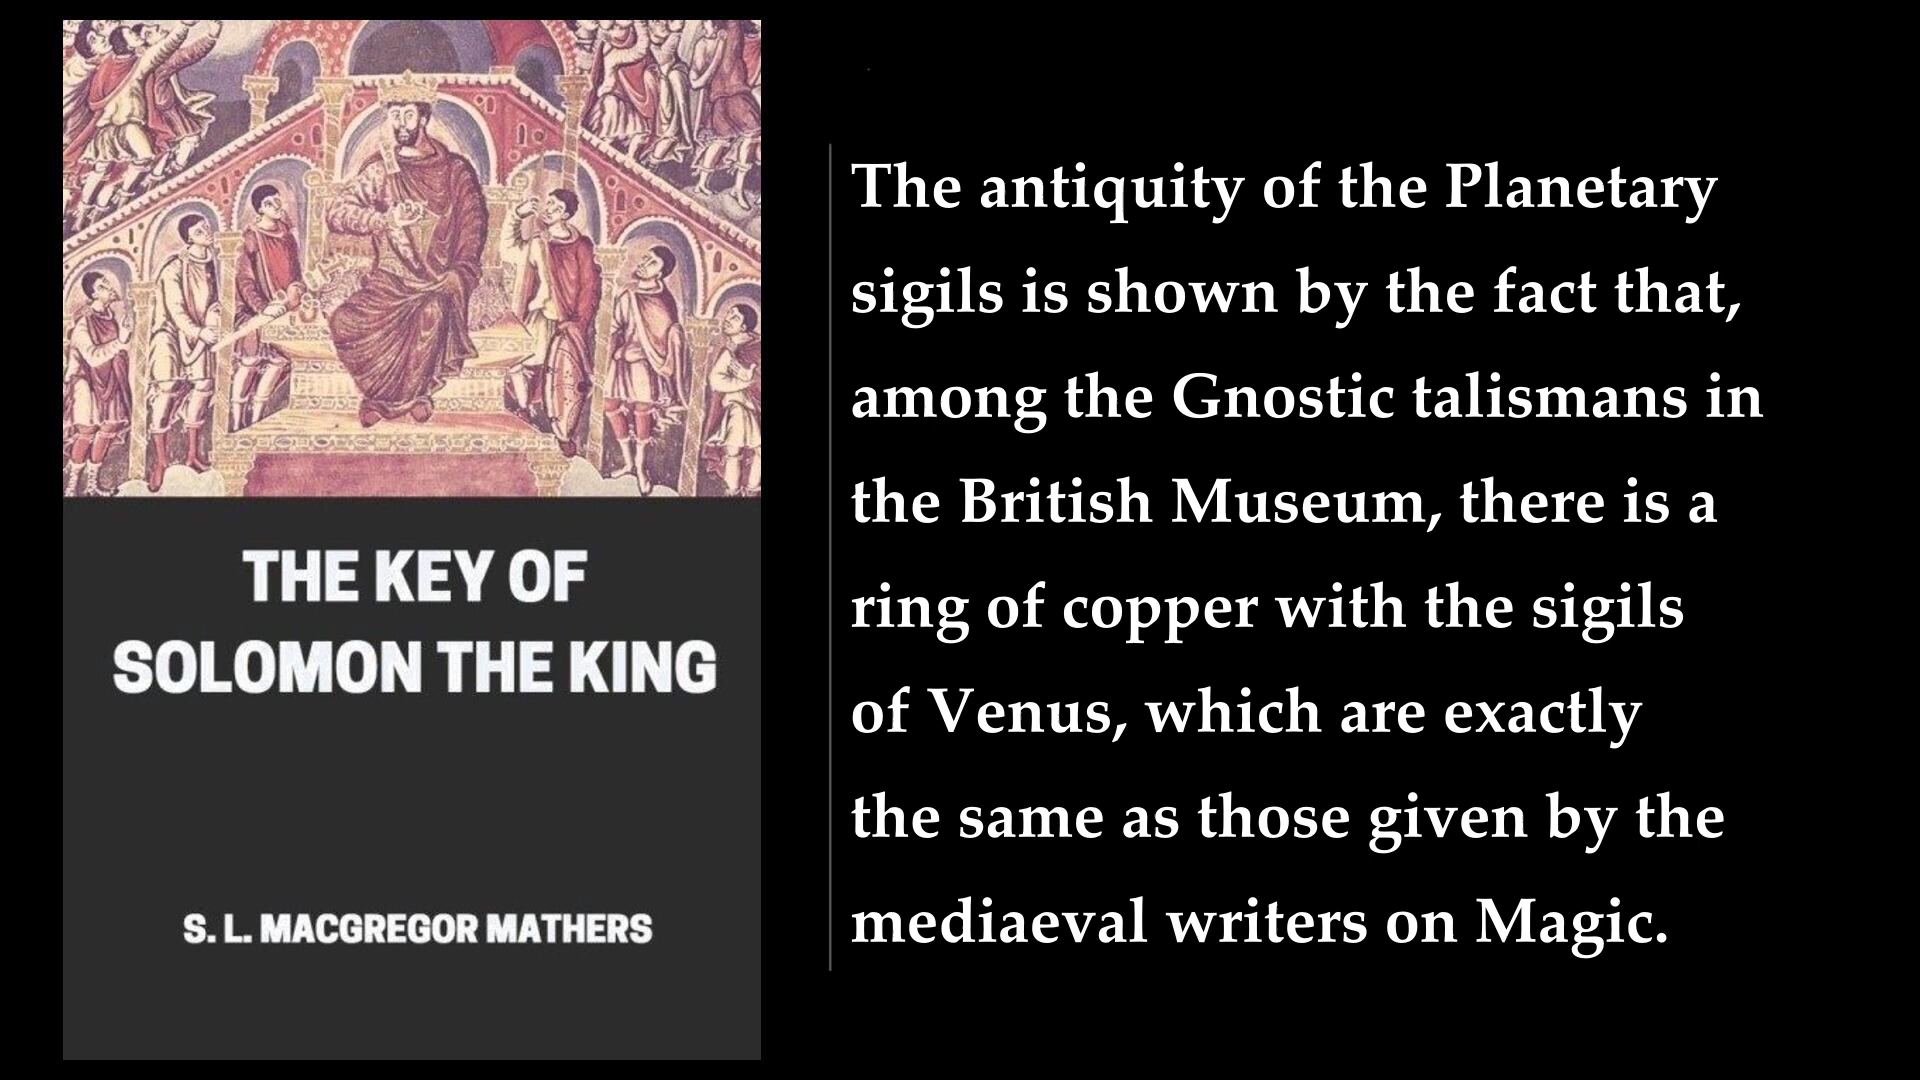 THE KEY OF
SOLOMON THE KING
S. L. MACGREGOR MATHERS
The antiquity of the Planetary
sigils is shown by the fact that,
among the Gnostic talismans in
the British Museum, there is a
ring of copper with the sigils
of Venus, which are exactly
the same as those given by the
mediaeval writers on Magic.